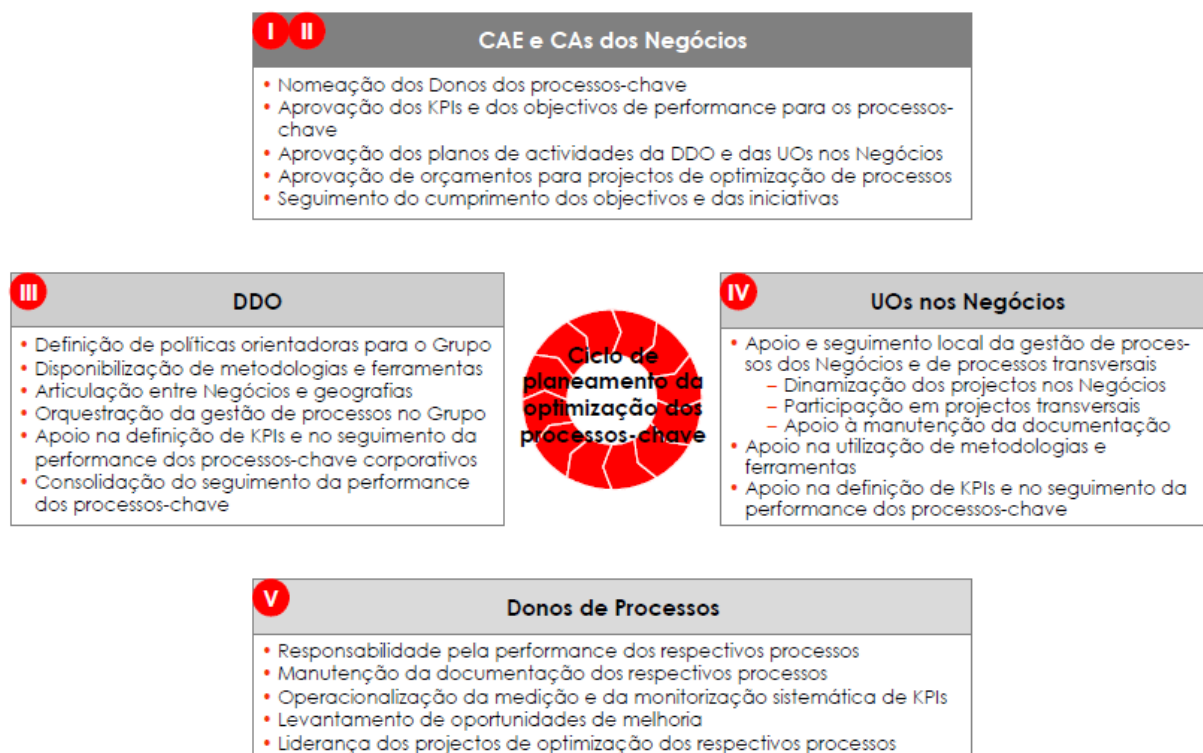 I II
CAE e CAs dos Negócios
• Nomeação dos Donos dos processos-chave
• Aprovação dos KPIs e dos objectivos de performance para os processos-
chave
• Aprovação dos planos de actividades da DDO e das UOs nos Negócios
• Aprovação de orçamentos para projectos de optimização de processos
• Seguimento do cumprimento dos objectivos e das iniciativas
III
DDO
• Definição de políticas orientadoras para o Grupo
• Disponibilização de metodologias e ferramentas
• Articulação entre Negócios e geografias
• Orquestração da gestão de processos no Grupo
• Apoio na definição de KPIs e no seguimento da
performance dos processos-chave corporativos
• Consolidação do seguimento da performance
dos processos-chave
Ciclo de
planeamento da
optimização dos
processos-chave
IV
UOs nos Negócios
• Apoio e seguimento local da gestão de proces-
sos dos Negócios e de processos transversais
– Dinamização dos projectos nos Negócios
– Participação em projectos transversais
– Apoio à manutenção da documentação
• Apoio na utilização de metodologias e
ferramentas
• Apoio na definição de KPIs e no seguimento da
performance dos processos-chave
V
Donos de Processos
• Responsabilidade pela performance dos respectivos processos
• Manutenção da documentação dos respectivos processos
• Operacionalização da medição e da monitorização sistemática de KPIs
• Levantamento de oportunidades de melhoria
• Liderança dos projectos de optimização dos respectivos processos